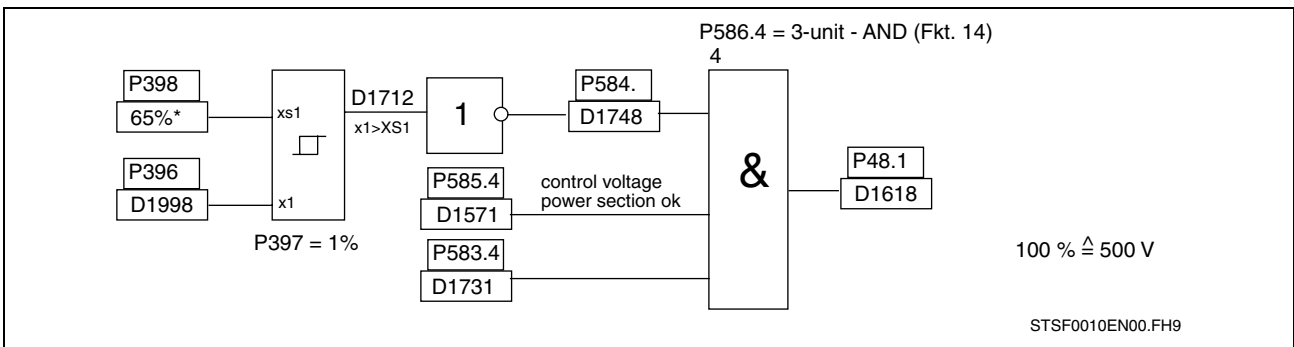 P586.4 = 3-unit - AND (Fkt. 14)
4
P398
65%*
xs1
D1712
x1>XS1
1
P584.
D1748
P396
D1998
x1
P397 = 1%
P585.4
D1571
control voltage
power section ok
P583.4
D1731
&
P48.1
D1618
100 % ≙ 500 V
STSF0010EN00.FH9